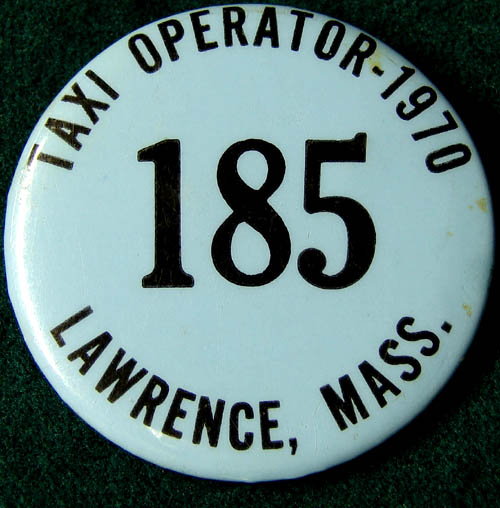 TAXI OPERATOR-1970
185
LAWRENCE, MASS.